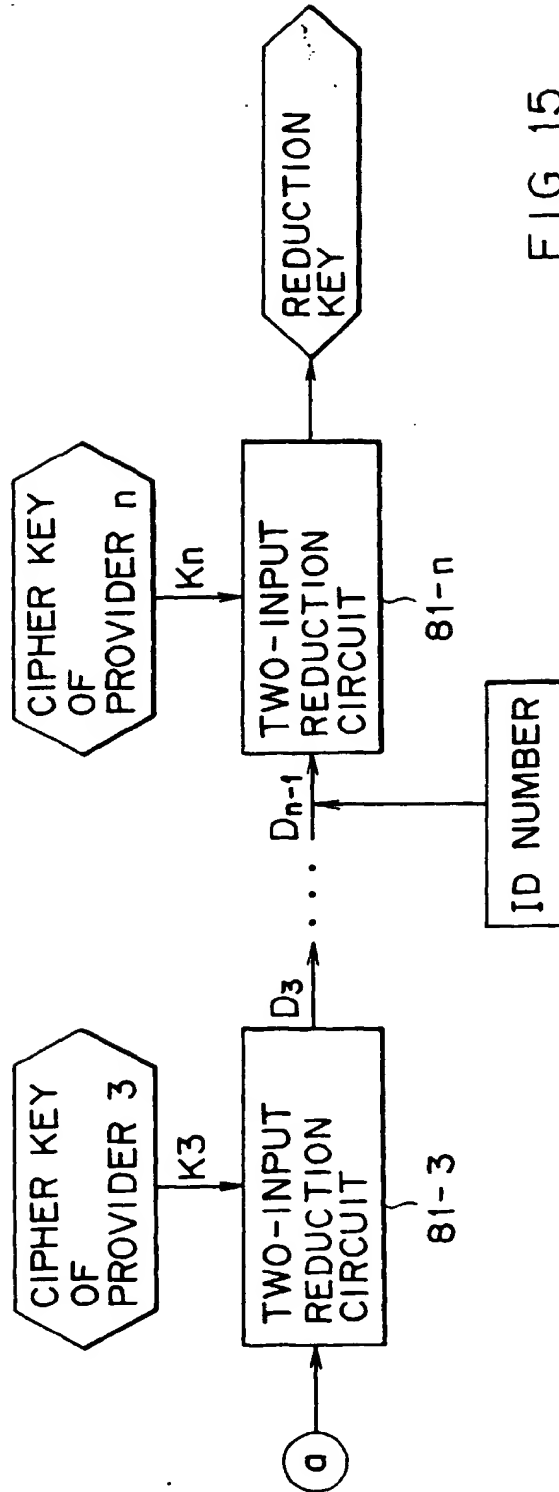 CIPHER KEY
OF
PROVIDER 3
K3
CIPHER KEY
OF
PROVIDER n
Kn
a
TWO-INPUT
REDUCTION
CIRCUIT
81-3
D3
. . .
Dn-1
TWO-INPUT
REDUCTION
CIRCUIT
81-n
REDUCTION
KEY
ID NUMBER
FIG 15